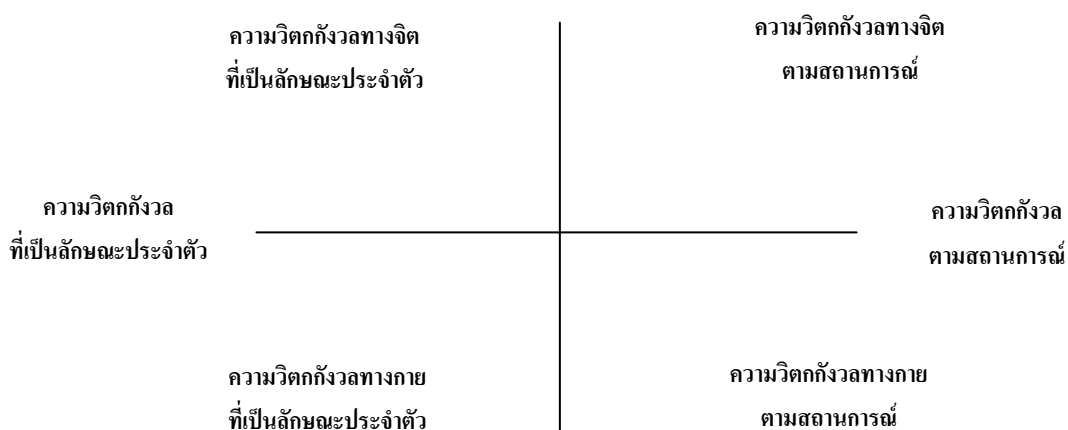 ความวิตกกังวลทางจิต
ที่เป็นลักษณะประจำตัว
ความวิตกกังวลทางจิต
ตามสถานการณ์
ความวิตกกังวล
ที่เป็นลักษณะประจำตัว
ความวิตกกังวล
ตามสถานการณ์
ความวิตกกังวลทางกาย
ที่เป็นลักษณะประจำตัว
ความวิตกกังวลทางกาย
ตามสถานการณ์